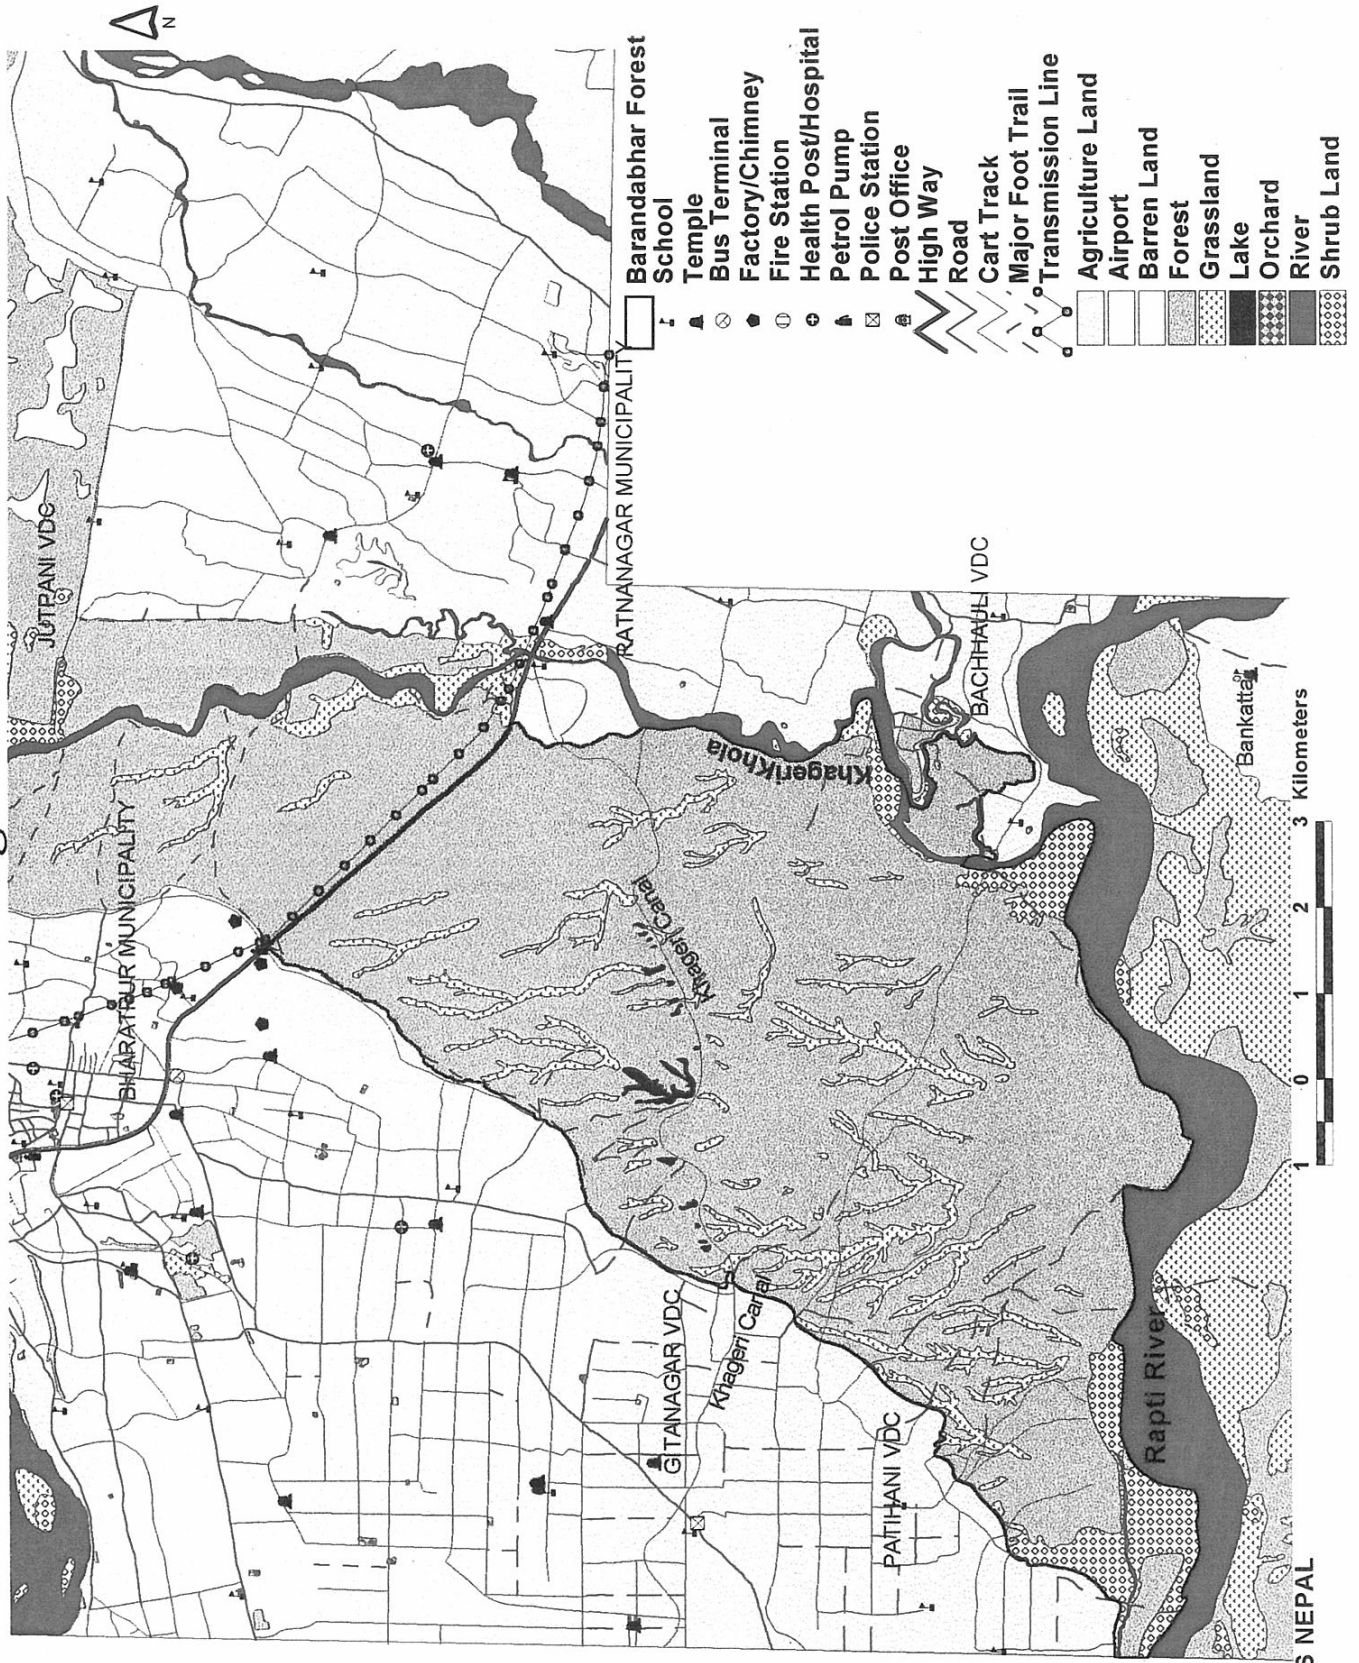 N
JUTPANI VDC
BHARATPUR MUNICIPALITY
RATNANAGAR MUNICIPALITY
BACHHAULI VDC
Bankatta
KhageriKhola
Khageri Canal
GITANAGAR VDC
Khageri Canal
PATIHANI VDC
Rapti River
Barandabhar Forest
School
Temple
Bus Terminal
Factory/Chimney
Fire Station
Health Post/Hospital
Petrol Pump
Police Station
Post Office
High Way
Road
Cart Track
Major Foot Trail
Transmission Line
Agriculture Land
Airport
Barren Land
Forest
Grassland
Lake
Orchard
River
Shrub Land
1 0 1 2 3 Kilometers
S NEPAL